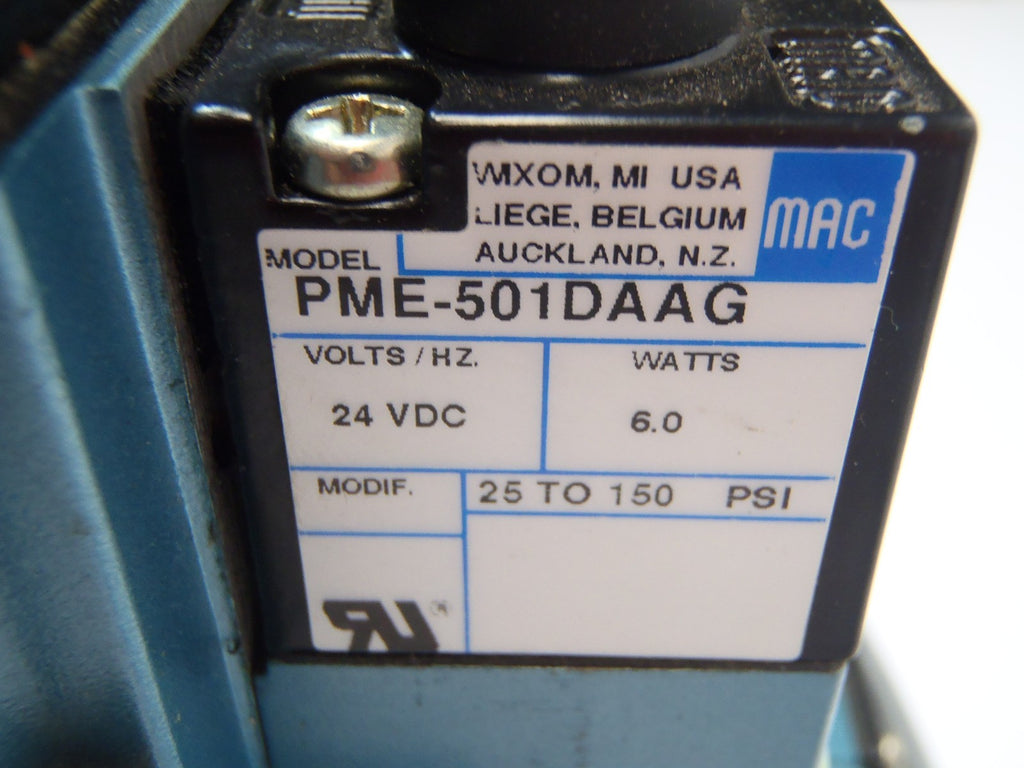 WIXOM, MI USA
LIEGE, BELGIUM
AUCKLAND, N.Z.
MAC
MODEL
PME-501DAAG
VOLTS / HZ.
WATTS
24 VDC
6.0
MODIF.
25 TO 150 PSI
RU®